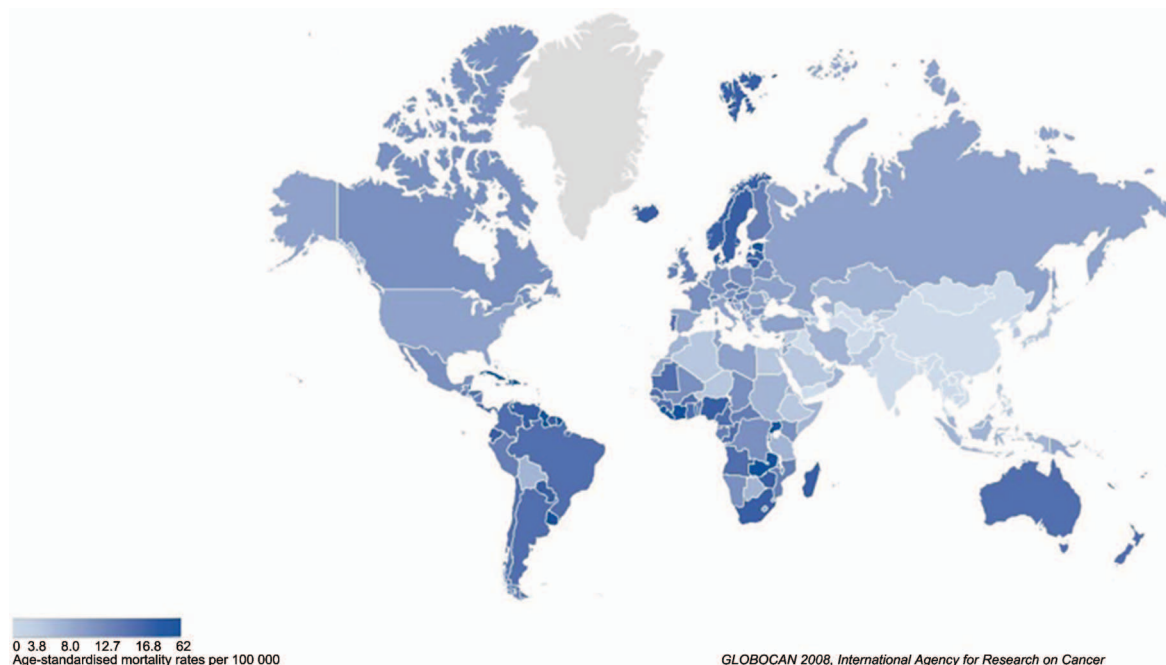 0 3.8 8.0 12.7 16.8 62
Age-standardised mortality rates per 100 000
GLOBOCAN 2008, International Agency for Research on Cancer